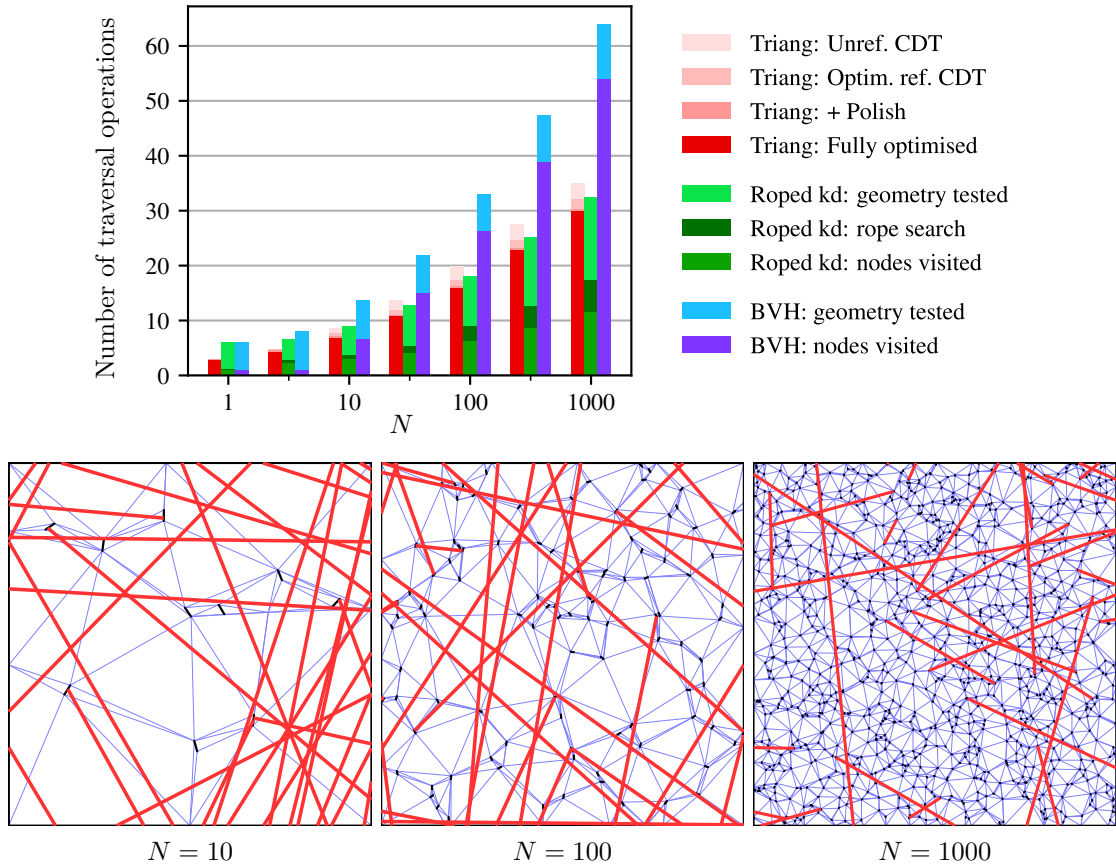 Number of traversal operations
60
50
40
30
20
10
0
1
10
100
1000
N
Triang: Unref. CDT
Triang: Optim. ref. CDT
Triang: + Polish
Triang: Fully optimised
Roped kd: geometry tested
Roped kd: rope search
Roped kd: nodes visited
BVH: geometry tested
BVH: nodes visited
N = 10
N = 100
N = 1000